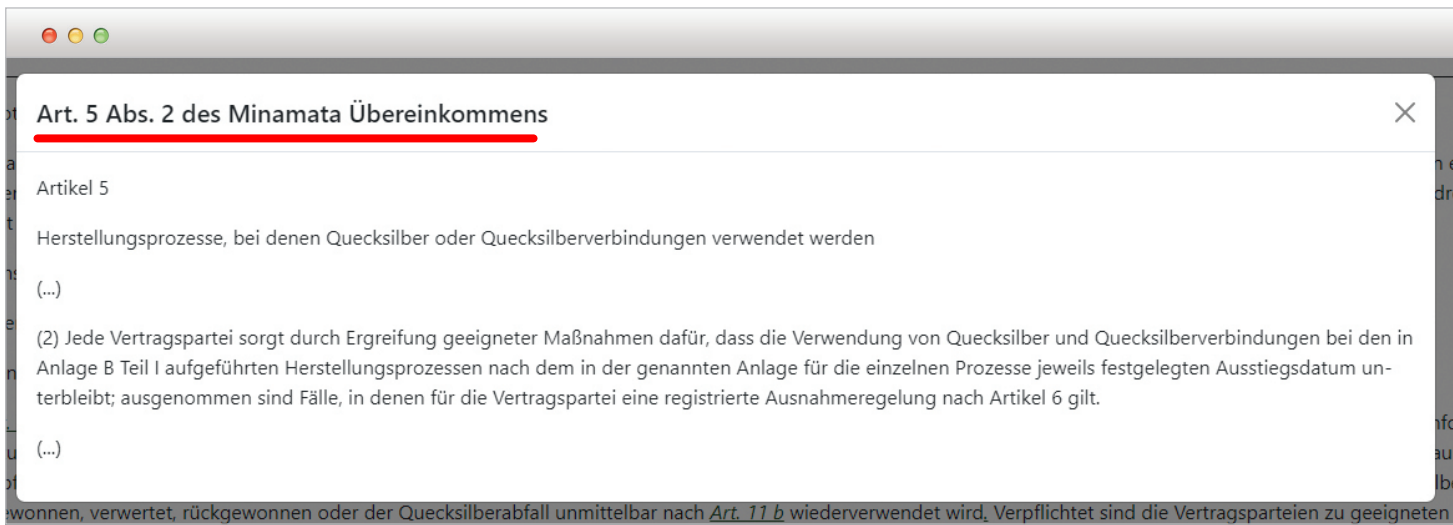 Art. 5 Abs. 2 des Minamata Übereinkommens
Artikel 5
Herstellungsprozesse, bei denen Quecksilber oder Quecksilberverbindungen verwendet werden
(...)
(2) Jede Vertragspartei sorgt durch Ergreifung geeigneter Maßnahmen dafür, dass die Verwendung von Quecksilber und Quecksilberverbindungen bei den in
Anlage B Teil I aufgeführten Herstellungsprozessen nach dem in der genannten Anlage für die einzelnen Prozesse jeweils festgelegten Ausstiegsdatum un-
terbleibt; ausgenommen sind Fälle, in denen für die Vertragspartei eine registrierte Ausnahmeregelung nach Artikel 6 gilt.
(...)
ewonnen, verwertet, rückgewonnen oder der Quecksilberabfall unmittelbar nach Art. 11 b wiederverwendet wird. Verpflichtet sind die Vertragsparteien zu geeigneten